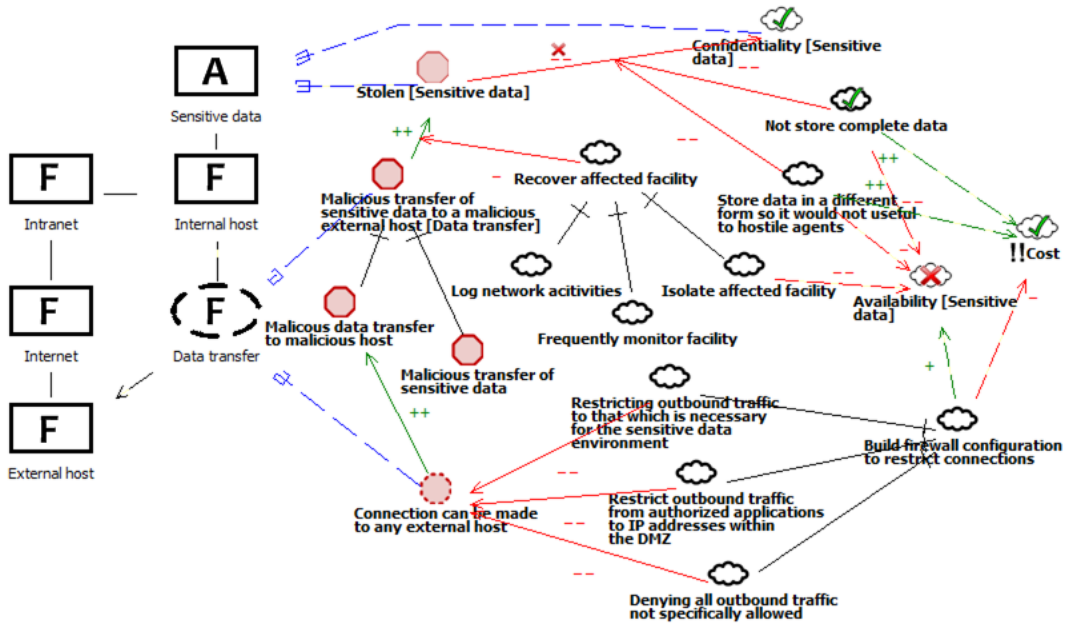 A
Sensitive data
F
Intranet
F
Internal host
F
Internet
F
Data transfer
F
External host
Confidentiality [Sensitive
data]
Stolen [Sensitive data]
Not store complete data
Recover affected facility
Store data in a different
form so it would not useful
to hostile agents
Malicious transfer of
sensitive data to a malicious
external host [Data transfer]
!!Cost
Log network acitivities
Isolate affected facility
Availability [Sensitive
data]
Frequently monitor facility
Malicous data transfer
to malicious host
Malicious transfer of
sensitive data
Restricting outbound traffic
to that which is necessary
for the sensitive data
environment
Build firewall configuration
to restrict connections
Connection can be made
to any external host
Restrict outbound traffic
from authorized applications
to IP addresses within
the DMZ
Denying all outbound traffic
not specifically allowed
++
++
++
++
+
- -
- -
- -
-
- -
- -
-
- -
- -
- -